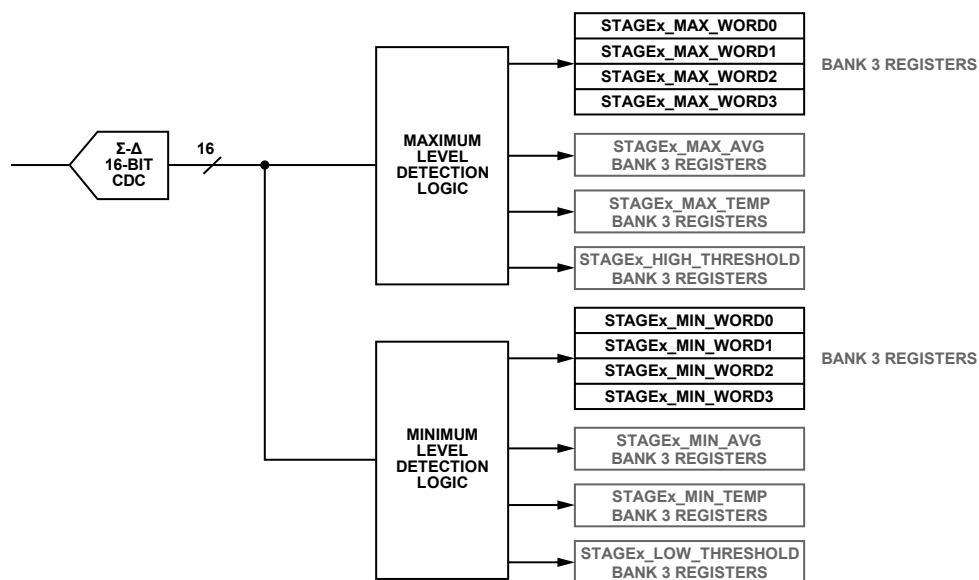 Σ-Δ
16-BIT
CDC
16
MAXIMUM
LEVEL
DETECTION
LOGIC
STAGEx_MAX_WORD0
STAGEx_MAX_WORD1
STAGEx_MAX_WORD2
STAGEx_MAX_WORD3
BANK 3 REGISTERS
STAGEx_MAX_AVG
BANK 3 REGISTERS
STAGEx_MAX_TEMP
BANK 3 REGISTERS
STAGEx_HIGH_THRESHOLD
BANK 3 REGISTERS
MINIMUM
LEVEL
DETECTION
LOGIC
STAGEx_MIN_WORD0
STAGEx_MIN_WORD1
STAGEx_MIN_WORD2
STAGEx_MIN_WORD3
BANK 3 REGISTERS
STAGEx_MIN_AVG
BANK 3 REGISTERS
STAGEx_MIN_TEMP
BANK 3 REGISTERS
STAGEx_LOW_THRESHOLD
BANK 3 REGISTERS